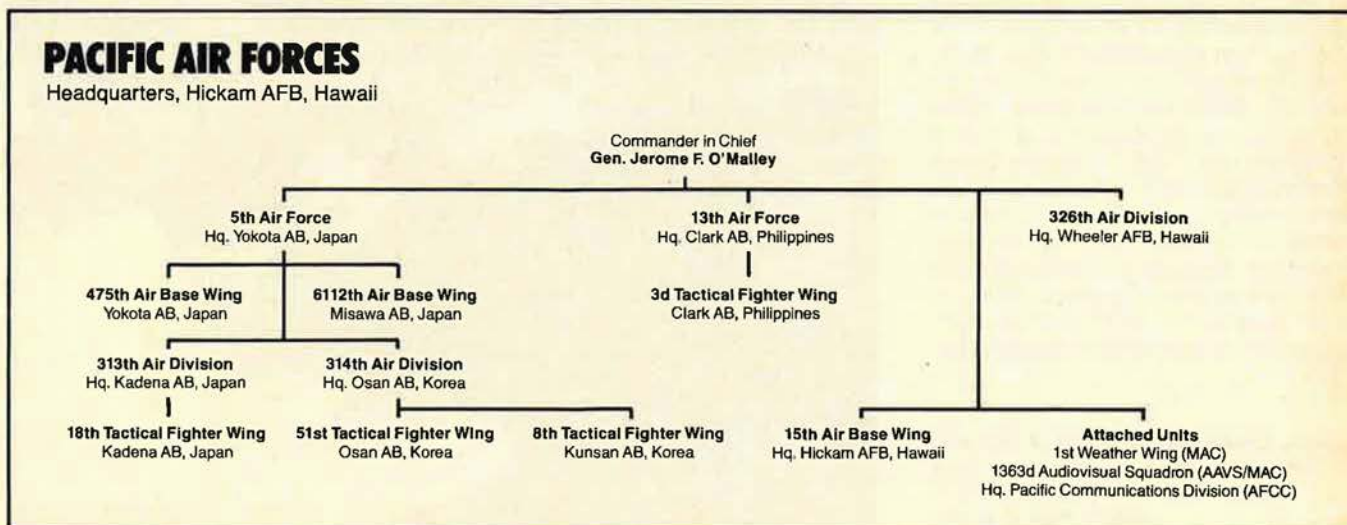 PACIFIC AIR FORCES
Headquarters, Hickam AFB, Hawaii
Commander in Chief
Gen. Jerome F. O'Malley
5th Air Force
Hq. Yokota AB, Japan
13th Air Force
Hq. Clark AB, Philippines
326th Air Division
Hq. Wheeler AFB, Hawaii
475th Air Base Wing
Yokota AB, Japan
6112th Air Base Wing
Misawa AB, Japan
3d Tactical Fighter Wing
Clark AB, Philippines
313th Air Division
Hq. Kadena AB, Japan
314th Air Division
Hq. Osan AB, Korea
18th Tactical Fighter Wing
Kadena AB, Japan
51st Tactical Fighter Wing
Osan AB, Korea
8th Tactical Fighter Wing
Kunsan AB, Korea
15th Air Base Wing
Hq. Hickam AFB, Hawaii
Attached Units
1st Weather Wing (MAC)
1363d Audiovisual Squadron (AAVS/MAC)
Hq. Pacific Communications Division (AFCC)